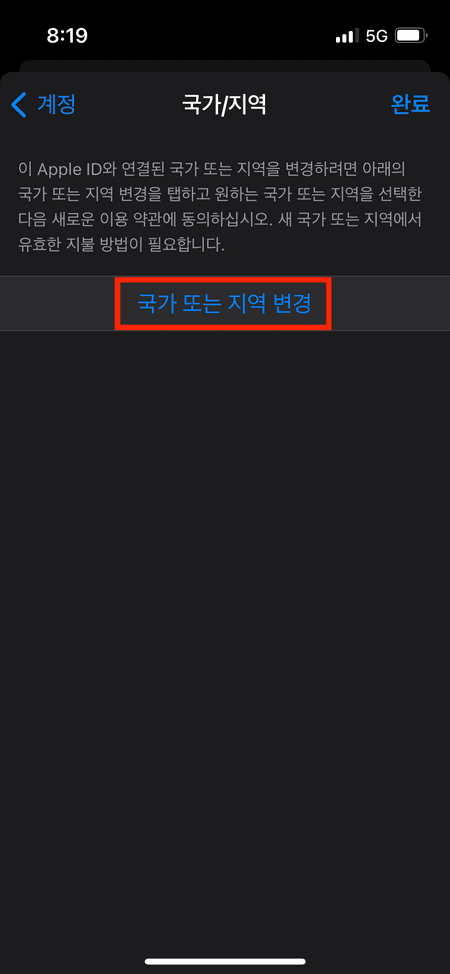 8:19
5G
계정
국가/지역
완료
이 Apple ID와 연결된 국가 또는 지역을 변경하려면 아래의
국가 또는 지역 변경을 탭하고 원하는 국가 또는 지역을 선택한
다음 새로운 이용 약관에 동의하십시오. 새 국가 또는 지역에서
유효한 지불 방법이 필요합니다.
국가 또는 지역 변경